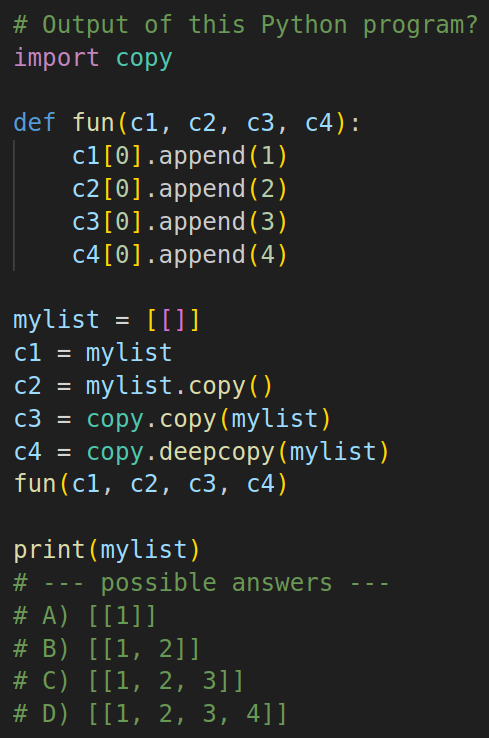 # Output of this Python program?
import copy

def fun(c1, c2, c3, c4):
    c1[0].append(1)
    c2[0].append(2)
    c3[0].append(3)
    c4[0].append(4)

mylist = [[]]
c1 = mylist
c2 = mylist.copy()
c3 = copy.copy(mylist)
c4 = copy.deepcopy(mylist)
fun(c1, c2, c3, c4)

print(mylist)
# --- possible answers ---
# A) [[1]]
# B) [[1, 2]]
# C) [[1, 2, 3]]
# D) [[1, 2, 3, 4]]